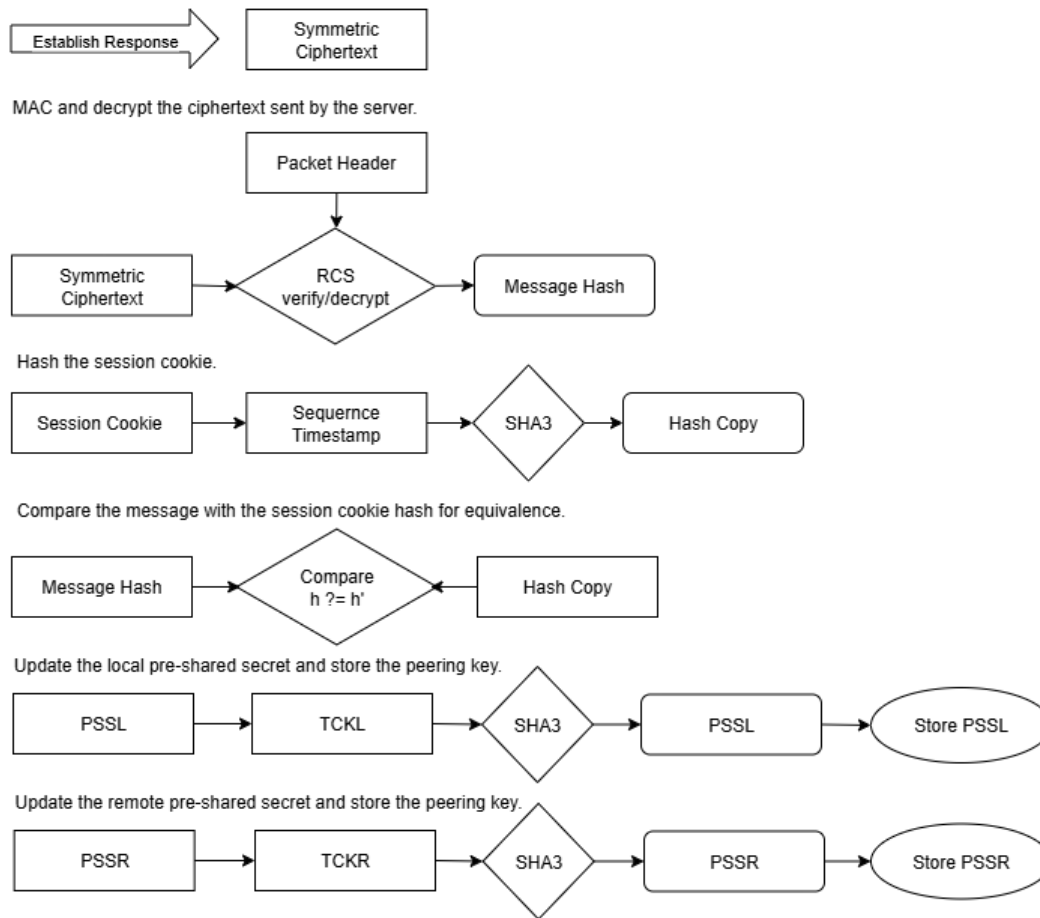 Establish Response
Symmetric
Ciphertext
MAC and decrypt the ciphertext sent by the server.
Packet Header
Symmetric
Ciphertext
RCS
verify/decrypt
Message Hash
Hash the session cookie.
Session Cookie
Sequernce
Timestamp
SHA3
Hash Copy
Compare the message with the session cookie hash for equivalence.
Message Hash
Compare
h ?= h'
Hash Copy
Update the local pre-shared secret and store the peering key.
PSSL
TCKL
SHA3
PSSL
Store PSSL
Update the remote pre-shared secret and store the peering key.
PSSR
TCKR
SHA3
PSSR
Store PSSR